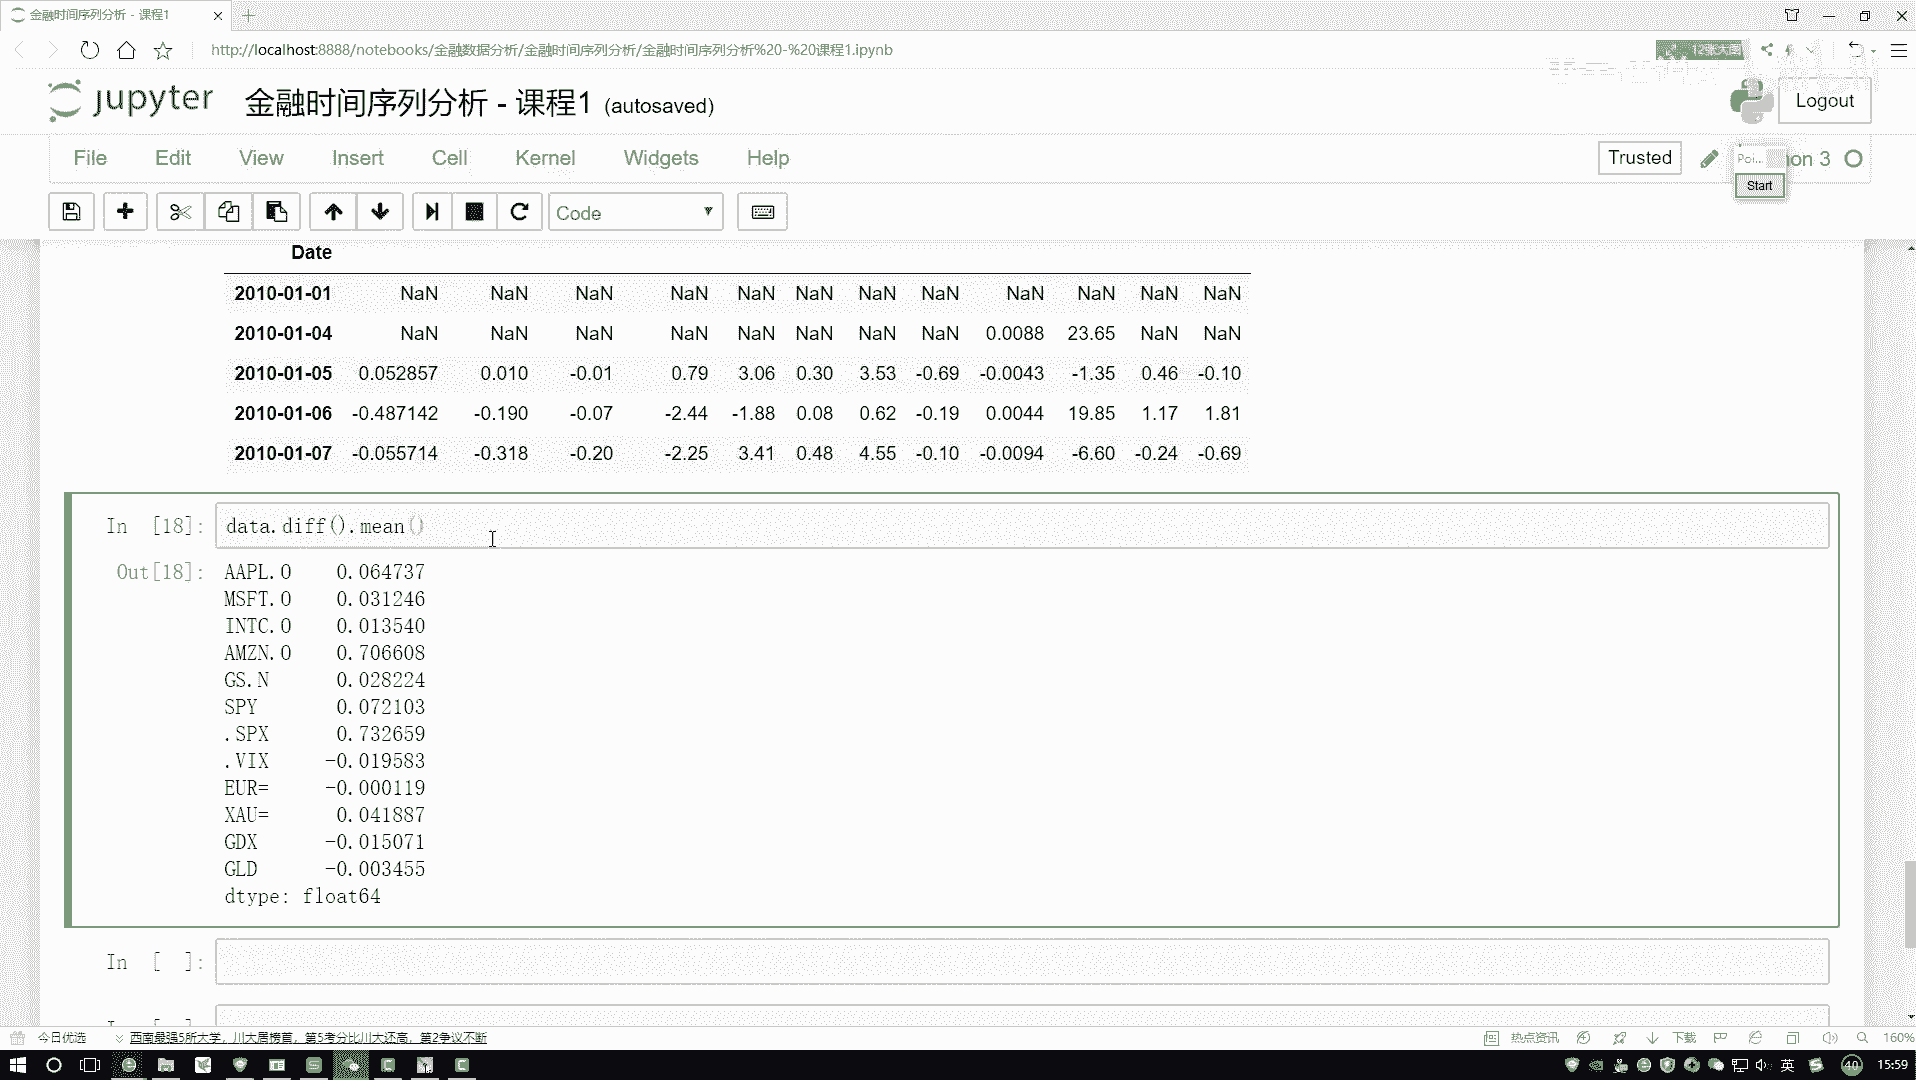 金融时间序列分析 - 课程1
http://localhost:8888/notebooks/金融数据分析/金融时间序列分析/金融时间序列分析%20-%20课程1.ipynb
12张大图
jupyter 金融时间序列分析 - 课程1 (autosaved)
Logout
File Edit View Insert Cell Kernel Widgets Help
Trusted
Poi... on 3
Start
Code
Date
2010-01-01 NaN NaN NaN NaN NaN NaN NaN NaN NaN NaN NaN NaN
2010-01-04 NaN NaN NaN NaN NaN NaN NaN NaN 0.0088 23.65 NaN NaN
2010-01-05 0.052857 0.010 -0.01 0.79 3.06 0.30 3.53 -0.69 -0.0043 -1.35 0.46 -0.10
2010-01-06 -0.487142 -0.190 -0.07 -2.44 -1.88 0.08 0.62 -0.19 0.0044 19.85 1.17 1.81
2010-01-07 -0.055714 -0.318 -0.20 -2.25 3.41 0.48 4.55 -0.10 -0.0094 -6.60 -0.24 -0.69
In [18]: data.diff().mean()
Out[18]: AAPL.O 0.064737
MSFT.O 0.031246
INTC.O 0.013540
AMZN.O 0.706608
GS.N 0.028224
SPY 0.072103
.SPX 0.732659
.VIX -0.019583
EUR= -0.000119
XAU= 0.041887
GDX -0.015071
GLD -0.003455
dtype: float64
In [ ]:
今日优选 西南最强5所大学，川大居榜首，第5考分比川大还高，第2争议不断
热点资讯 下载 160%
英 40 15:59